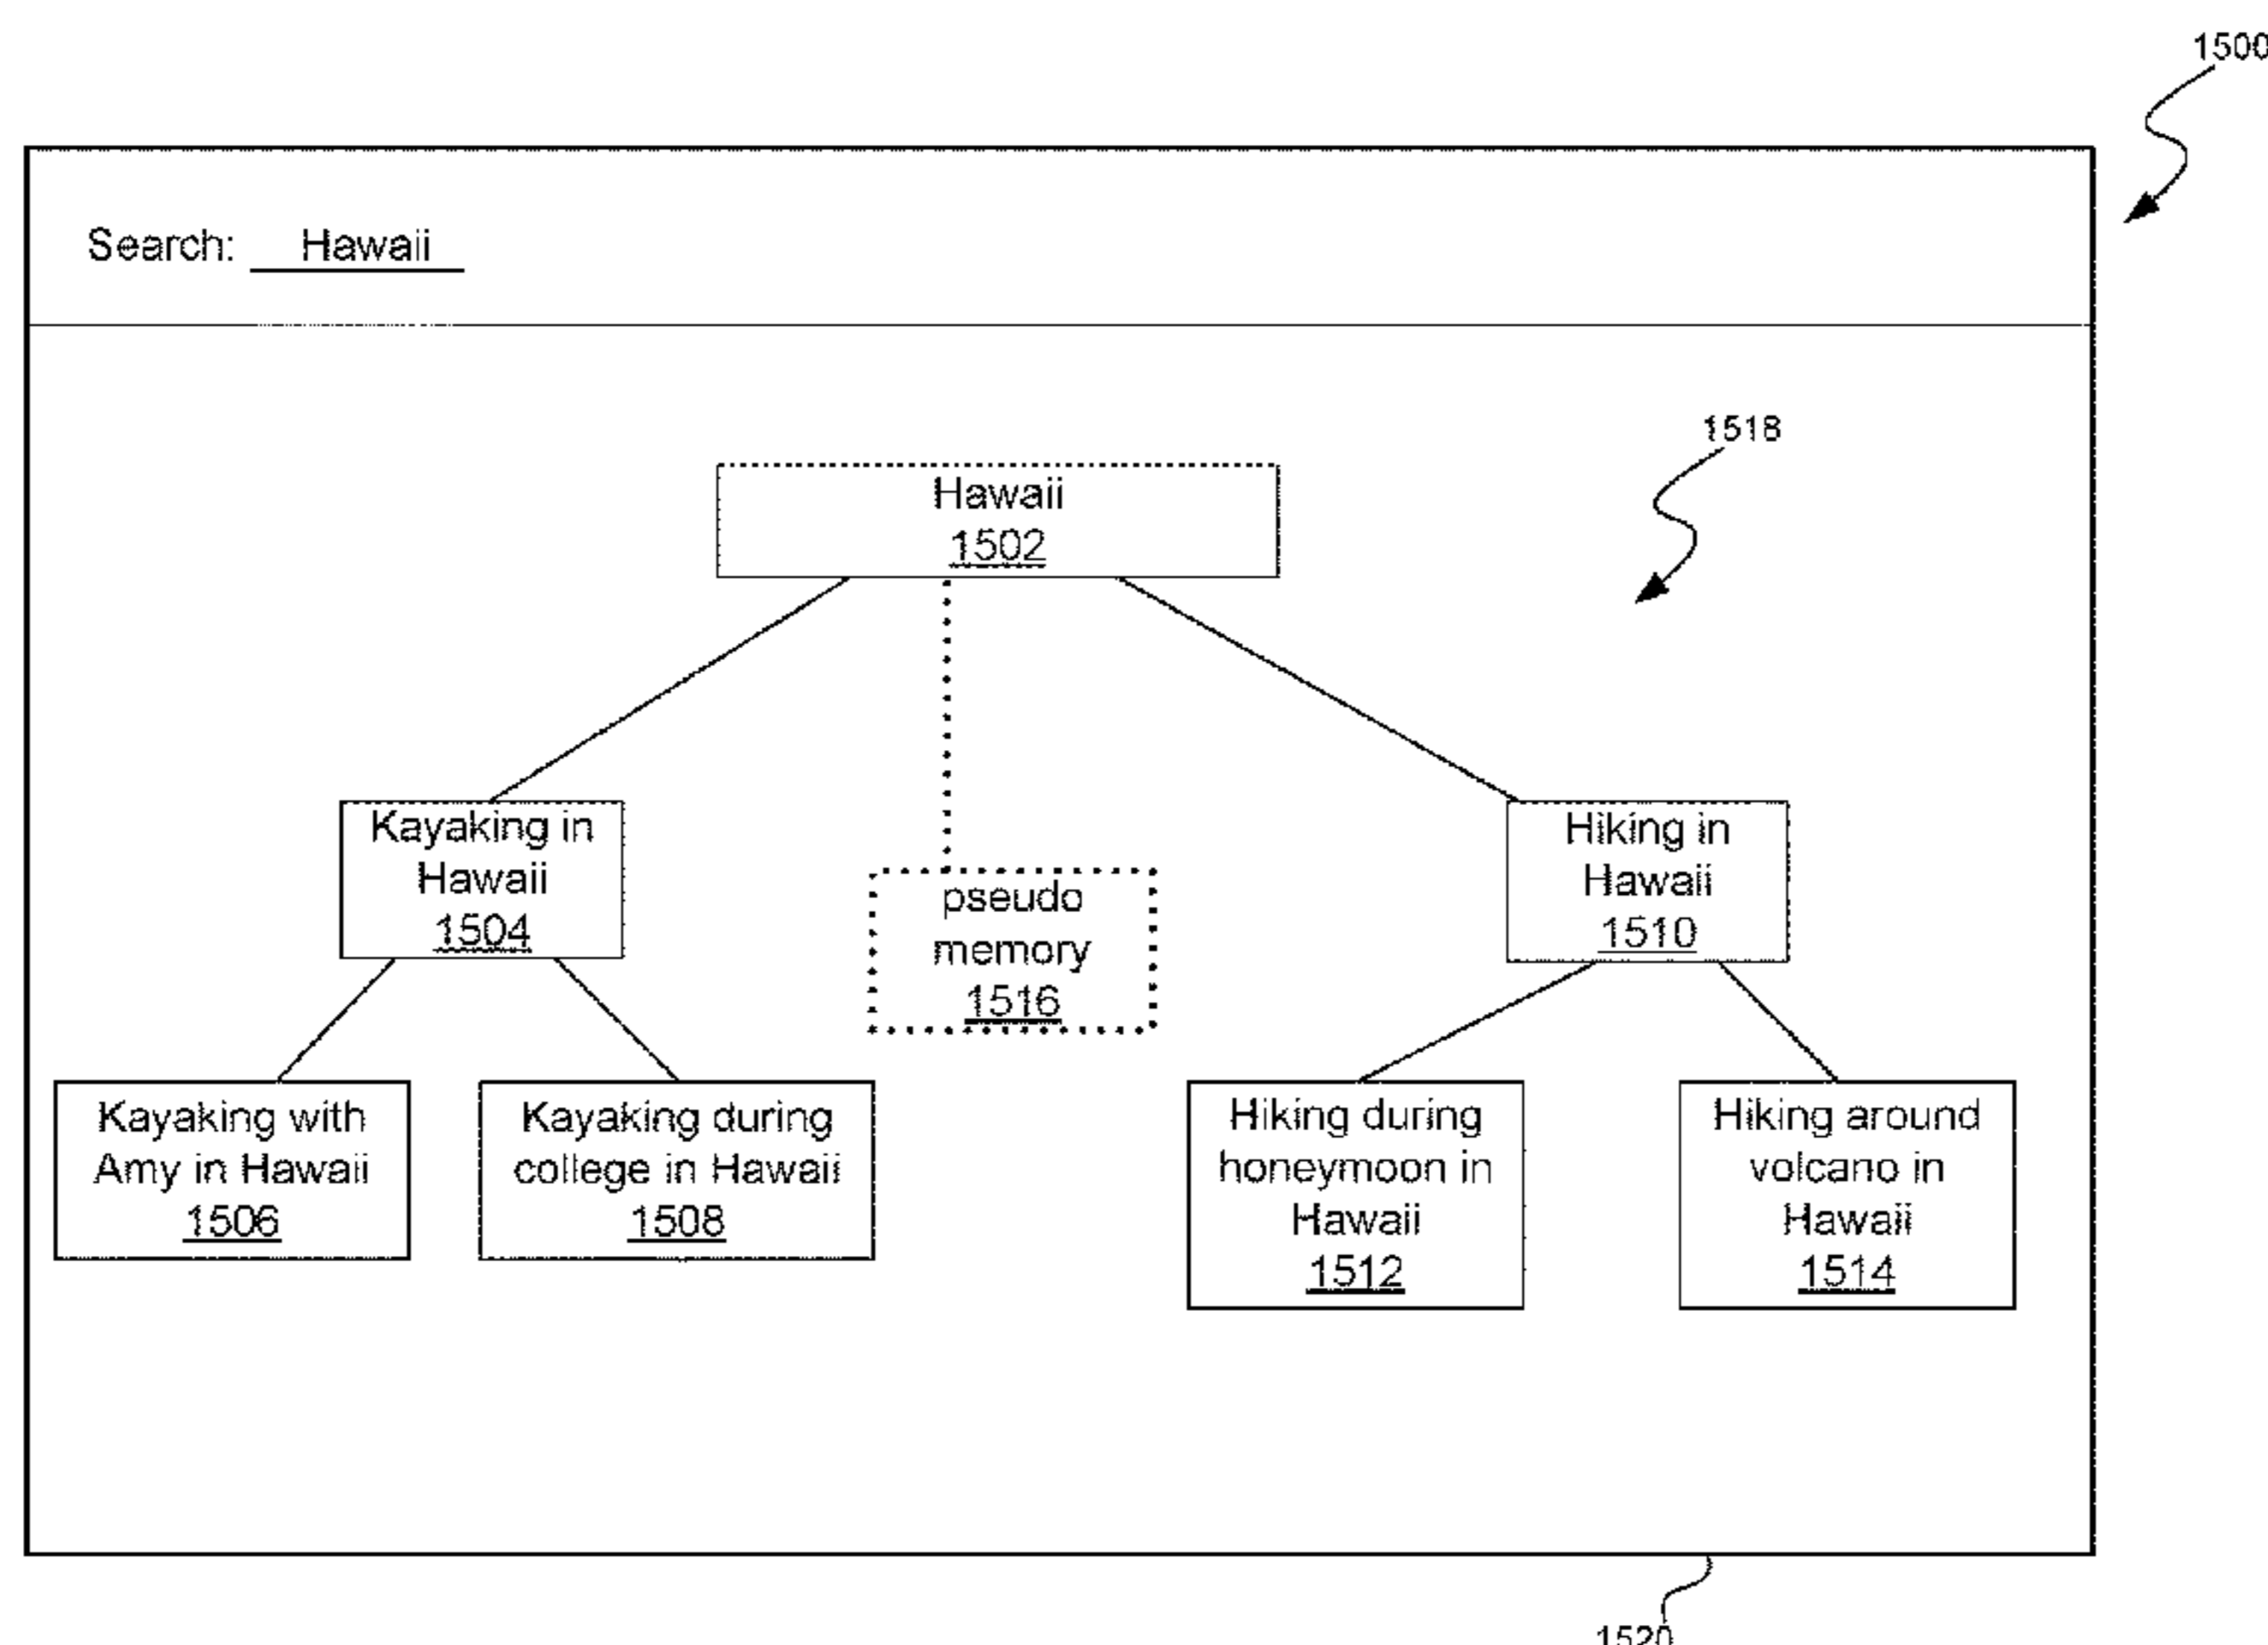 1500
Search: Hawaii
1518
Hawaii
1502
Kayaking in
Hawaii
1504
pseudo
memory
1516
Hiking in
Hawaii
1510
Kayaking with
Amy in Hawaii
1506
Kayaking during
college in Hawaii
1508
Hiking during
honeymoon in
Hawaii
1512
Hiking around
volcano in
Hawaii
1514
1520